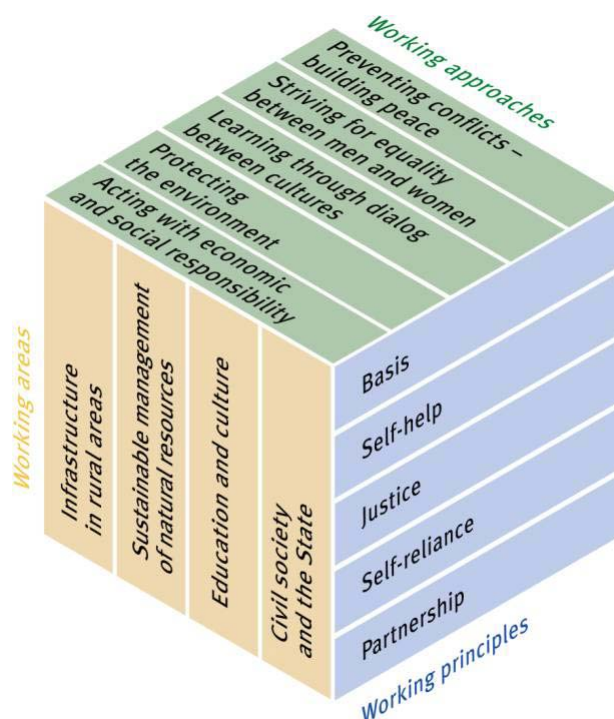 Working approaches
Preventing conflicts –
building peace
Striving for equality
between men and women
Learning through dialog
between cultures
Protecting
the environment
Acting with economic
and social responsibility
Working areas
Infrastructure
in rural areas
Sustainable management
of natural resources
Education and culture
Civil society
and the State
Basis
Self-help
Justice
Self-reliance
Partnership
Working principles